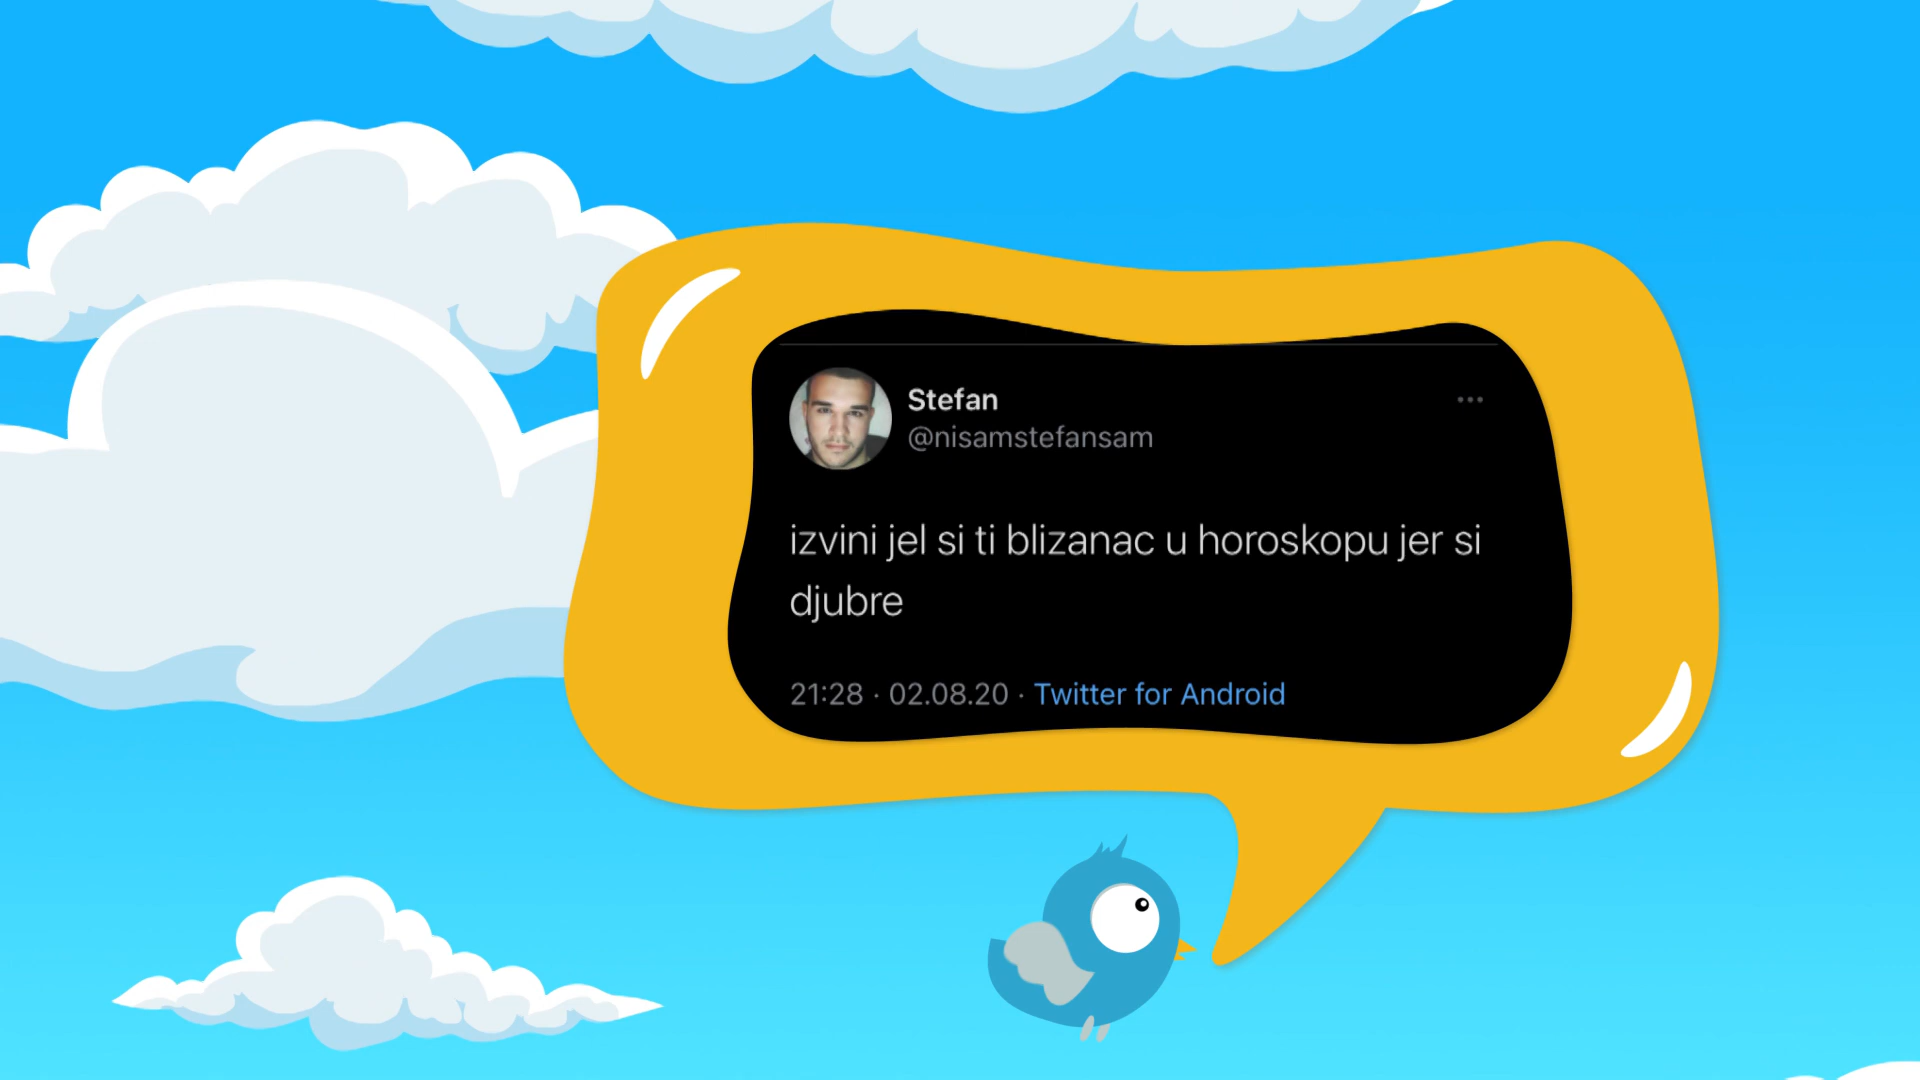 Stefan
@nisamstefansam
izvini jel si ti blizanac u horoskopu jer si
djubre
21:28 · 02.08.20 · Twitter for Android